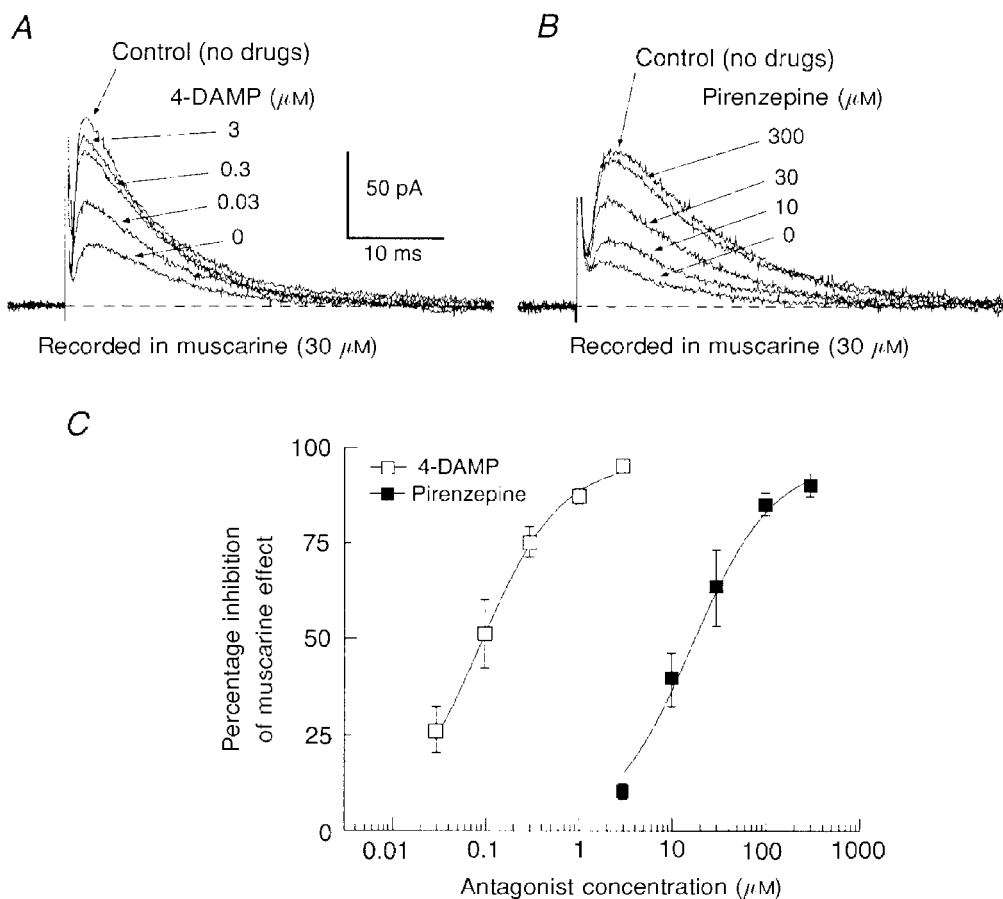 A
Control (no drugs)
4-DAMP (µM)
3
0.3
0.03
0
50 pA
10 ms
Recorded in muscarine (30 µM)
B
Control (no drugs)
Pirenzepine (µM)
300
30
10
0
Recorded in muscarine (30 µM)
C
Percentage inhibition
of muscarine effect
100
75
50
25
0
4-DAMP
Pirenzepine
0.01 0.1 1 10 100 1000
Antagonist concentration (µM)